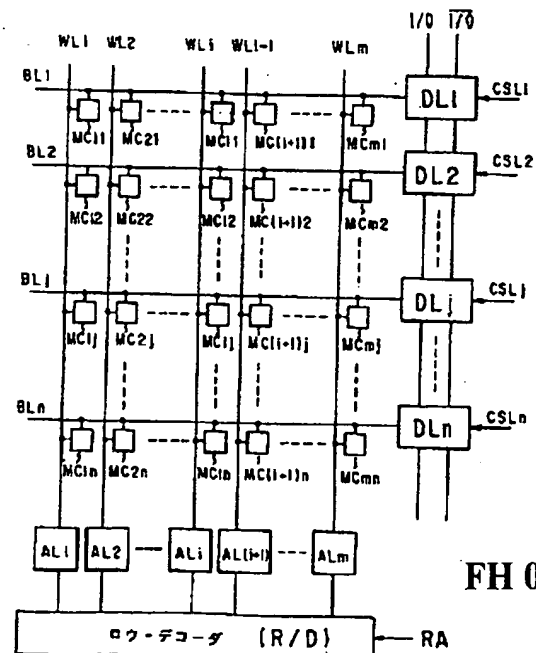 I/O I/O
WL1 WL2 WLi WLi-1 WLm
BL1 DL1 CSL1
MC11 MC21 MCi1 MC(i+1)1 MCm1
BL2 DL2 CSL2
MC12 MC22 MCi2 MC(i+1)2 MCm2
BLj DLj CSLj
MC1j MC2j MCij MC(i+1)j MCmj
BLn DLn CSLn
MC1n MC2n MCin MC(i+1)n MCmn
AL1 AL2 ALi AL(i+1) ALm
FH 0
ロウ・デコーダ (R/D) RA